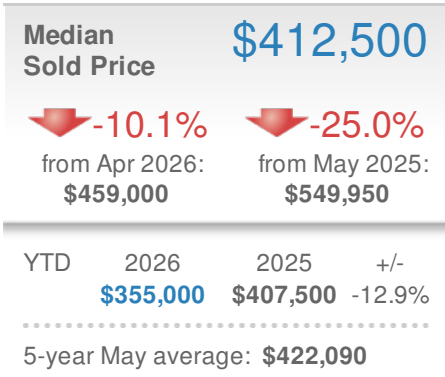 Median $412,500
Sold Price
-10.1% -25.0%
from Apr 2026: from May 2025:
$459,000 $549,950
YTD 2026 2025 +/-
$355,000 $407,500 -12.9%
5-year May average: $422,090